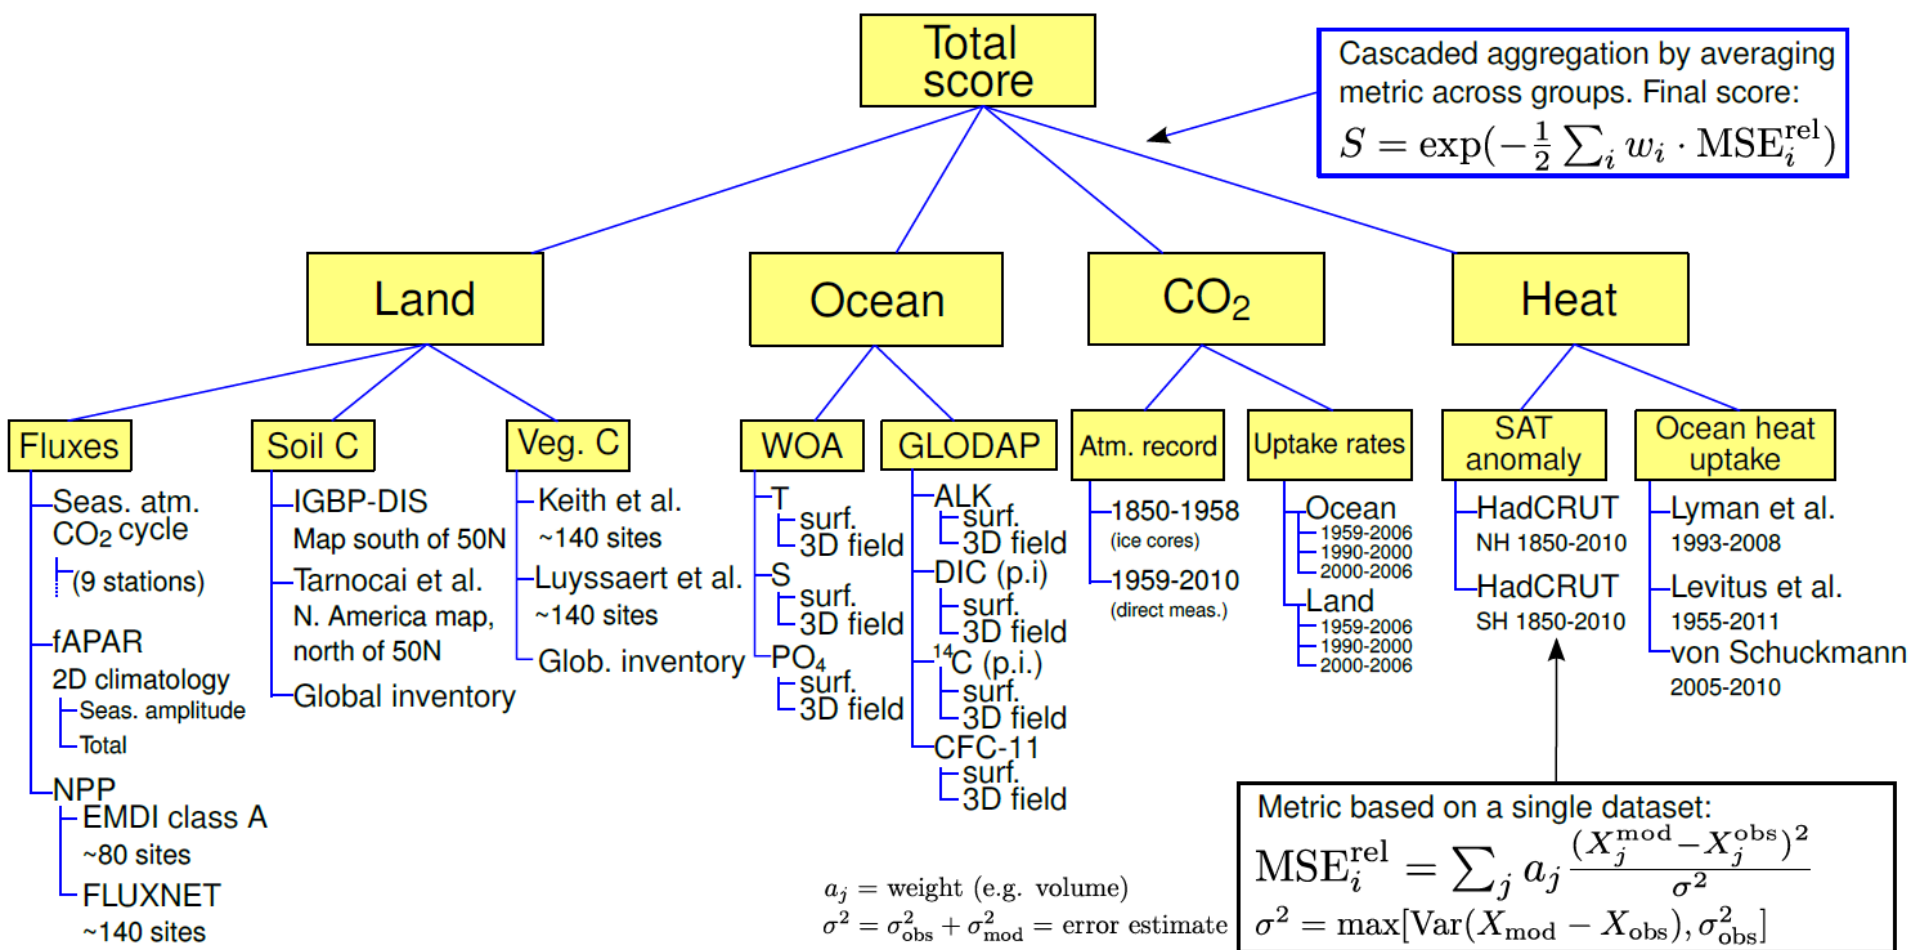 Total
score
Cascaded aggregation by averaging
metric across groups. Final score:
S = exp(−½ ∑ᵢ wᵢ · MSEᵢʳᵉˡ)
Land
Ocean
CO₂
Heat
Fluxes
Seas. atm.
CO₂ cycle
(9 stations)
fAPAR
2D climatology
Seas. amplitude
Total
NPP
EMDI class A
~80 sites
FLUXNET
~140 sites
Soil C
IGBP-DIS
Map south of 50N
Tarnocai et al.
N. America map,
north of 50N
Global inventory
Veg. C
Keith et al.
~140 sites
Luyssaert et al.
~140 sites
Glob. inventory
WOA
T
surf.
3D field
S
surf.
3D field
PO₄
surf.
3D field
GLODAP
ALK
surf.
3D field
DIC (p.i)
surf.
3D field
¹⁴C (p.i.)
surf.
3D field
CFC-11
surf.
3D field
Atm. record
1850-1958
(ice cores)
1959-2010
(direct meas.)
Uptake rates
Ocean
1959-2006
1990-2000
2000-2006
Land
1959-2006
1990-2000
2000-2006
SAT
anomaly
HadCRUT
NH 1850-2010
HadCRUT
SH 1850-2010
Ocean heat
uptake
Lyman et al.
1993-2008
Levitus et al.
1955-2011
von Schuckmann
2005-2010
aⱼ = weight (e.g. volume)
σ² = σ²obs + σ²mod = error estimate
Metric based on a single dataset:
MSEᵢʳᵉˡ = ∑ⱼ aⱼ (Xⱼᵐᵒᵈ−Xⱼᵒᵇˢ)²/σ²
σ² = max[Var(Xmod − Xobs), σ²obs]